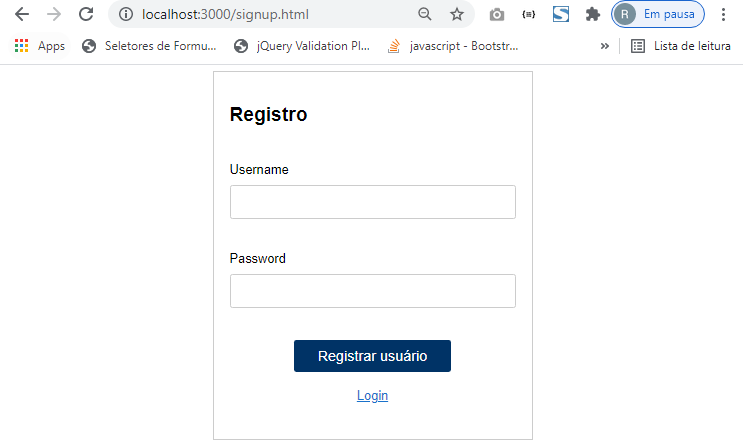 localhost:3000/signup.html
R Em pausa
Apps Seletores de Formu... jQuery Validation Pl... javascript - Bootstr... » Lista de leitura
Registro
Username
Password
Registrar usuário
Login